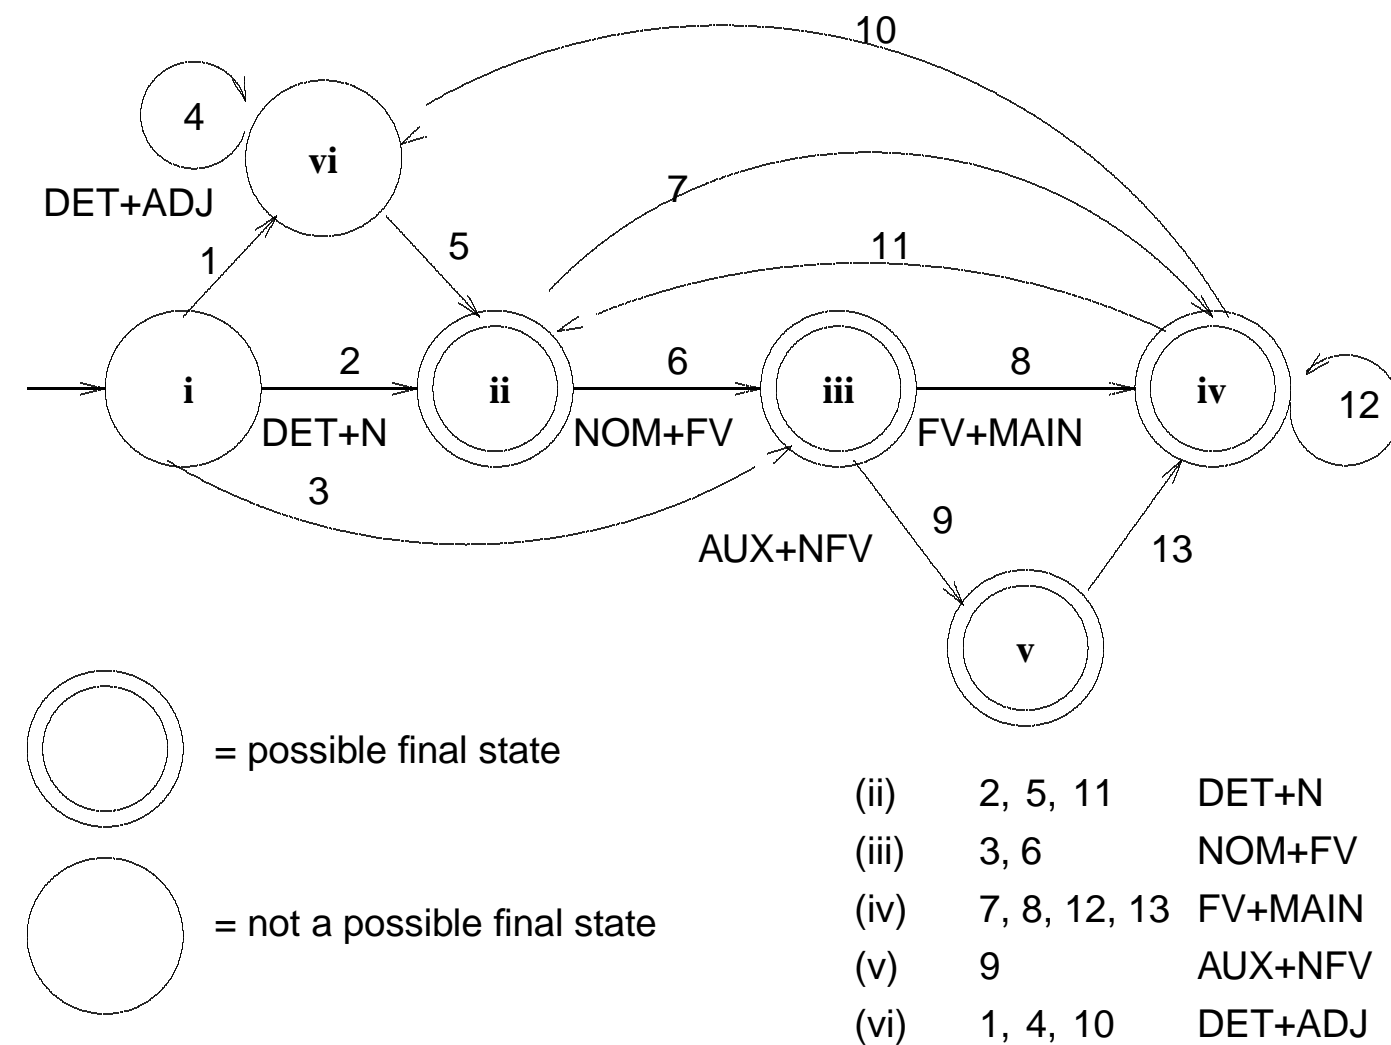 10
4
vi
7
DET+ADJ
11
1
5
2
6
8
i
ii
iii
iv
12
DET+N
NOM+FV
FV+MAIN
3
9
AUX+NFV
13
v
= possible final state
(ii) 2, 5, 11 DET+N
(iii) 3, 6 NOM+FV
(iv) 7, 8, 12, 13 FV+MAIN
= not a possible final state
(v) 9 AUX+NFV
(vi) 1, 4, 10 DET+ADJ